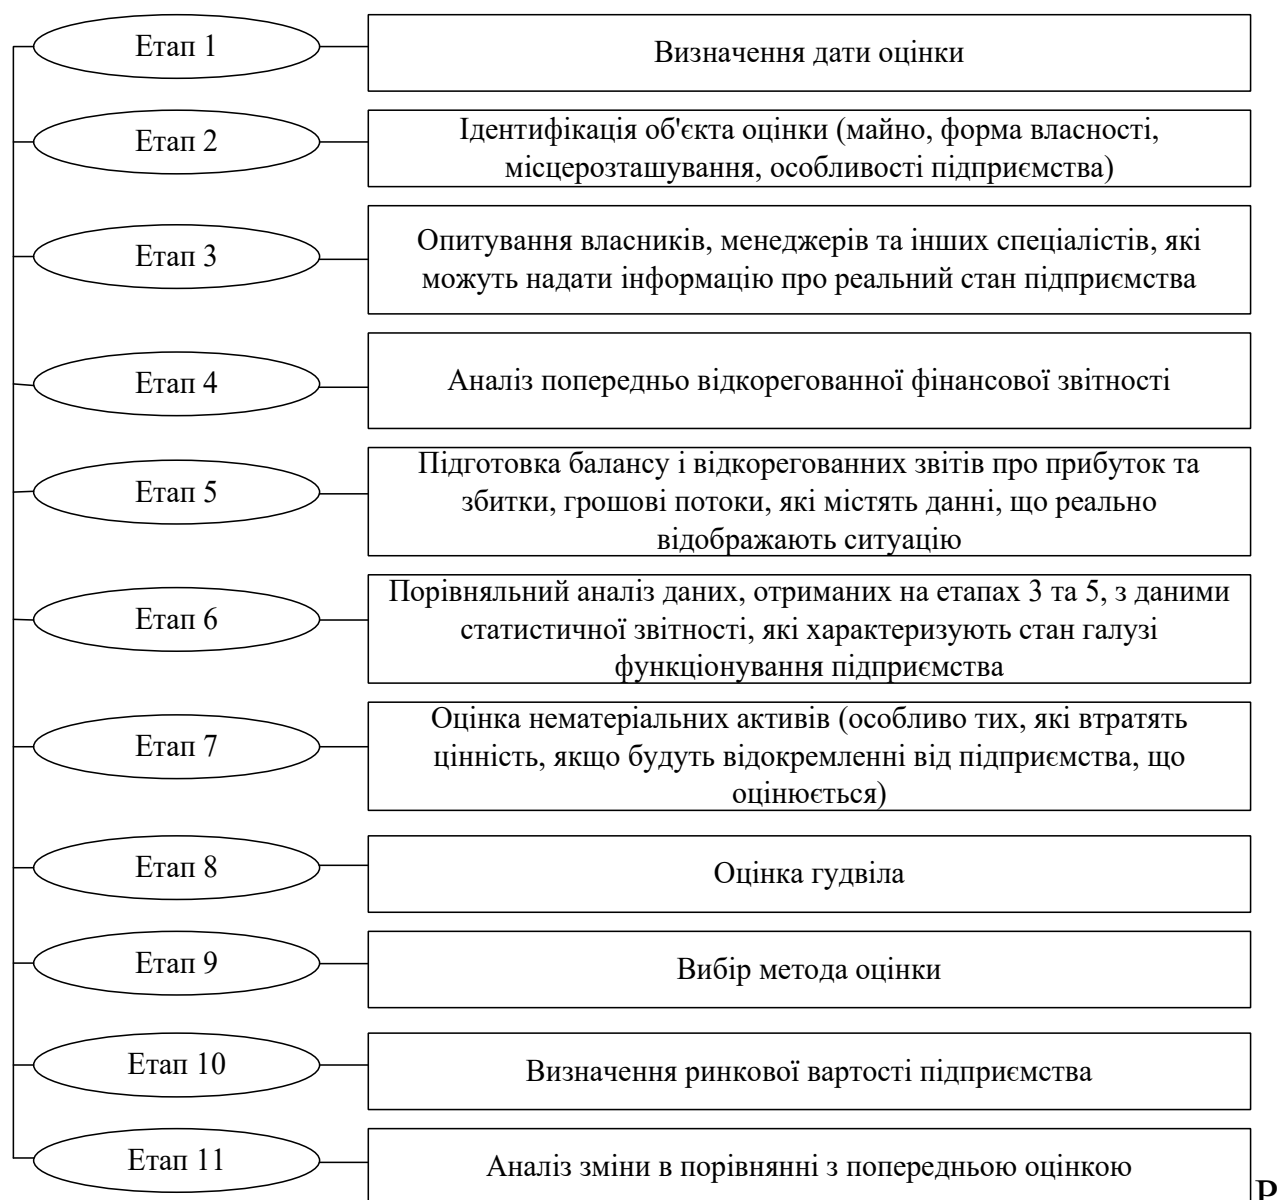 Етап 1
Визначення дати оцінки
Етап 2
Ідентифікація об'єкта оцінки (майно, форма власності,
місцерозташування, особливості підприємства)
Етап 3
Опитування власників, менеджерів та інших спеціалістів, які
можуть надати інформацію про реальний стан підприємства
Етап 4
Аналіз попередньо відкорегованної фінансової звітності
Етап 5
Підготовка балансу і відкорегованних звітів про прибуток та
збитки, грошові потоки, які містять данні, що реально
відображають ситуацію
Етап 6
Порівняльний аналіз даних, отриманих на етапах 3 та 5, з даними
статистичної звітності, які характеризують стан галузі
функціонування підприємства
Етап 7
Оцінка нематеріальних активів (особливо тих, які втратять
цінність, якщо будуть відокремленні від підприємства, що
оцінюється)
Етап 8
Оцінка гудвіла
Етап 9
Вибір метода оцінки
Етап 10
Визначення ринкової вартості підприємства
Етап 11
Аналіз зміни в порівнянні з попередньою оцінкою